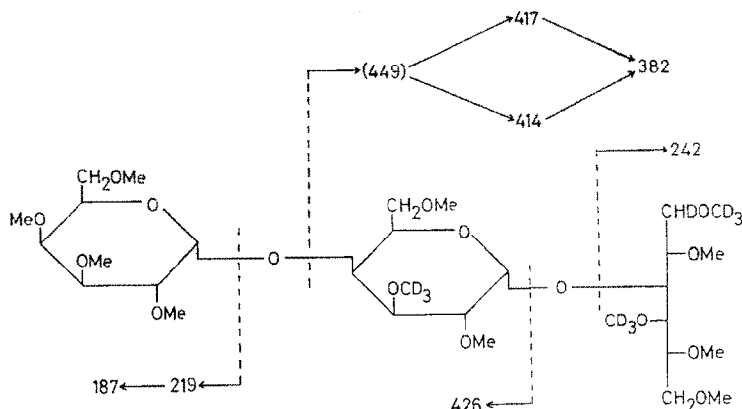 417
(449)
382
414
242
CH₂OMe
CH₂OMe
CHDOCD₃
MeO
O
O
OMe
OMe
O
OCD₃
O
CD₃O
OMe
OMe
OMe
187
219
426
CH₂OMe